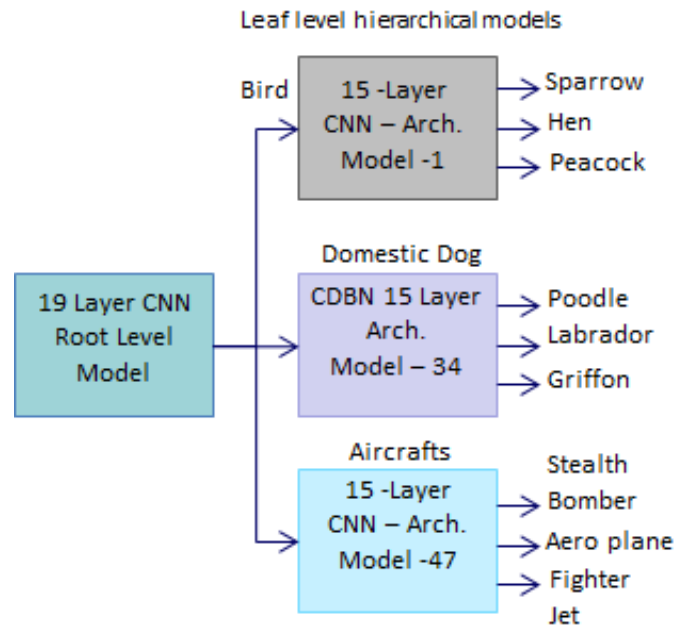 Leaf level hierarchical models
Bird
15 -Layer
CNN – Arch.
Model -1
Sparrow
Hen
Peacock
19 Layer CNN
Root Level
Model
Domestic Dog
CDBN 15 Layer
Arch.
Model – 34
Poodle
Labrador
Griffon
Aircrafts
15 -Layer
CNN – Arch.
Model -47
Stealth
Bomber
Aero plane
Fighter
Jet